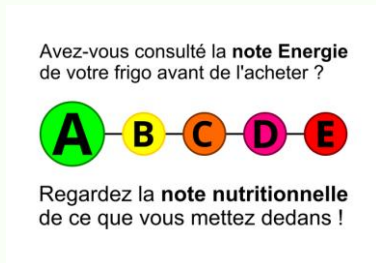 Avez-vous consulté la note Energie
de votre frigo avant de l'acheter ?
A B C D E
Regardez la note nutritionnelle
de ce que vous mettez dedans !